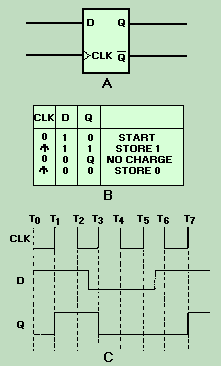 D Q
CLK Q̅
A
CLK D Q
0 1 0 START
↑ 1 1 STORE 1
0 0 Q NO CHARGE
↑ 0 0 STORE 0
B
T0 T1 T2 T3 T4 T5 T6 T7
CLK
D
Q
C